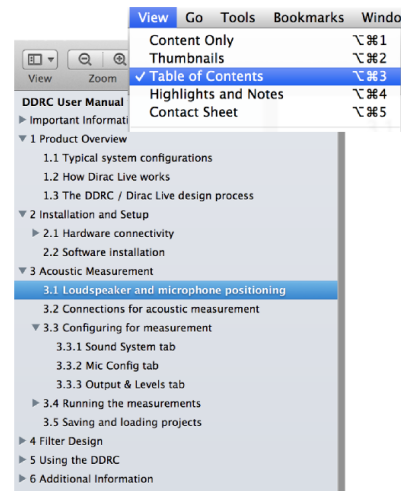 View Go Tools Bookmarks Windo
Content Only ⌥⌘1
Thumbnails ⌥⌘2
✓ Table of Contents ⌥⌘3
Highlights and Notes ⌥⌘4
Contact Sheet ⌥⌘5
View Zoom
DDRC User Manual
Important Informati
1 Product Overview
1.1 Typical system configurations
1.2 How Dirac Live works
1.3 The DDRC / Dirac Live design process
2 Installation and Setup
2.1 Hardware connectivity
2.2 Software installation
3 Acoustic Measurement
3.1 Loudspeaker and microphone positioning
3.2 Connections for acoustic measurement
3.3 Configuring for measurement
3.3.1 Sound System tab
3.3.2 Mic Config tab
3.3.3 Output & Levels tab
3.4 Running the measurements
3.5 Saving and loading projects
4 Filter Design
5 Using the DDRC
6 Additional Information